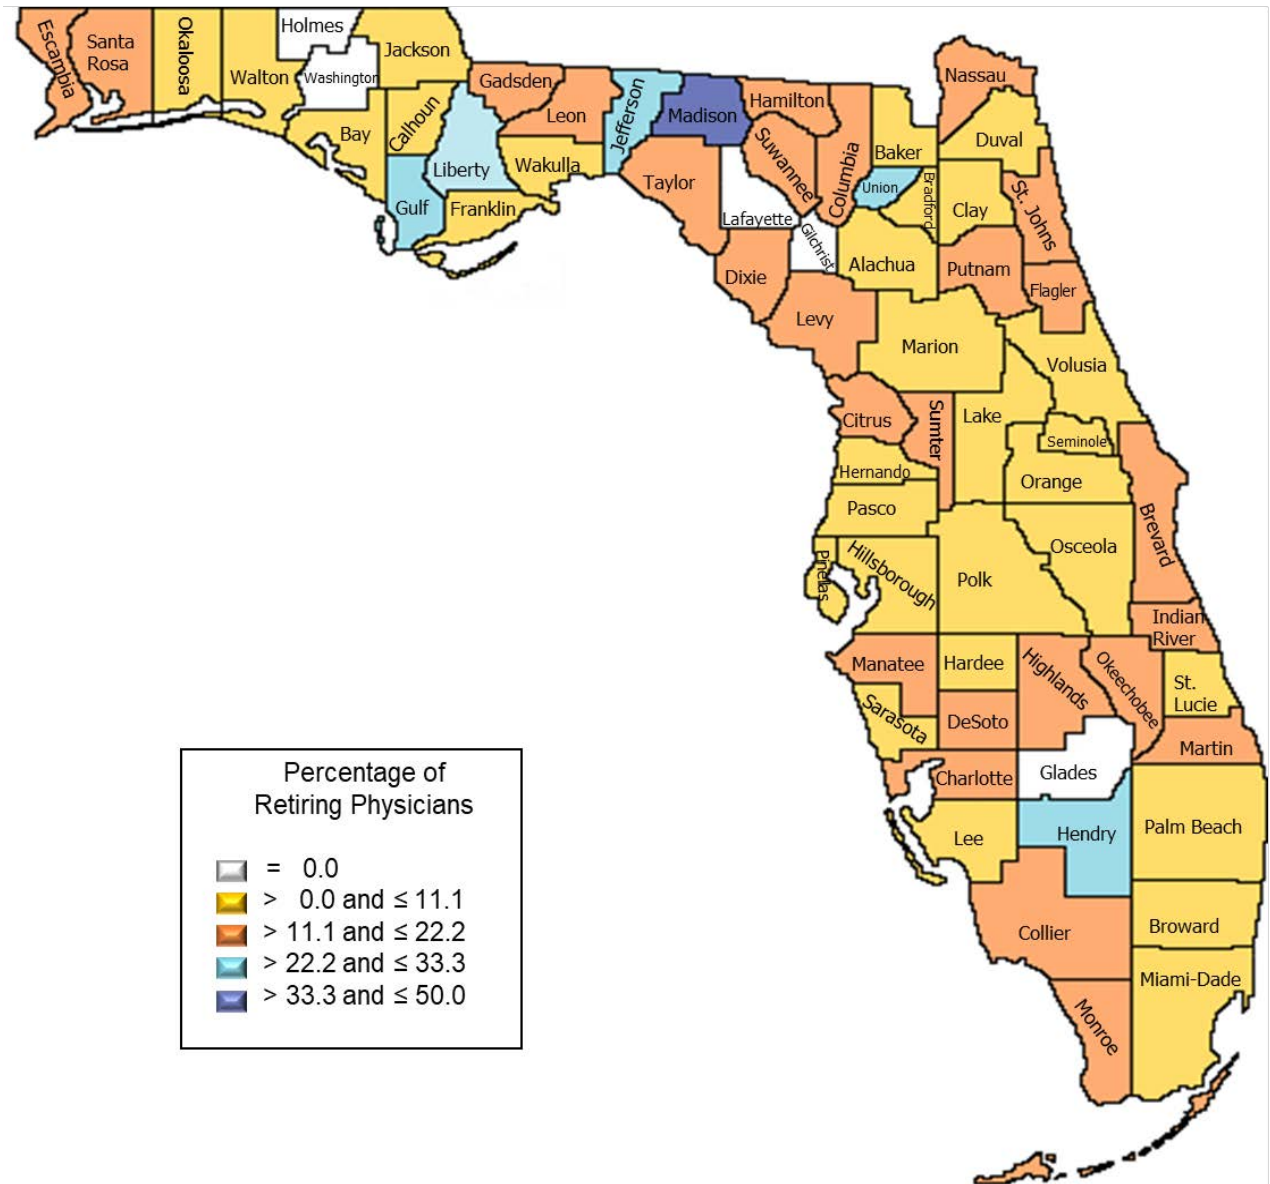 Escambia
Santa
Rosa
Okaloosa
Walton
Holmes
Washington
Jackson
Bay
Calhoun
Gulf
Liberty
Franklin
Gadsden
Leon
Wakulla
Jefferson
Madison
Taylor
Hamilton
Suwannee
Lafayette
Columbia
Dixie
Gilchrist
Baker
Union
Bradford
Nassau
Duval
Clay
St. Johns
Alachua
Putnam
Flagler
Levy
Marion
Volusia
Citrus
Sumter
Lake
Seminole
Hernando
Orange
Pasco
Brevard
Pinellas
Hillsborough
Polk
Osceola
Indian
River
Manatee
Hardee
Highlands
Okeechobee
St.
Lucie
Sarasota
DeSoto
Martin
Charlotte
Glades
Lee
Hendry
Palm Beach
Collier
Broward
Miami-Dade
Monroe
Percentage of
Retiring Physicians
= 0.0
> 0.0 and ≤ 11.1
> 11.1 and ≤ 22.2
> 22.2 and ≤ 33.3
> 33.3 and ≤ 50.0